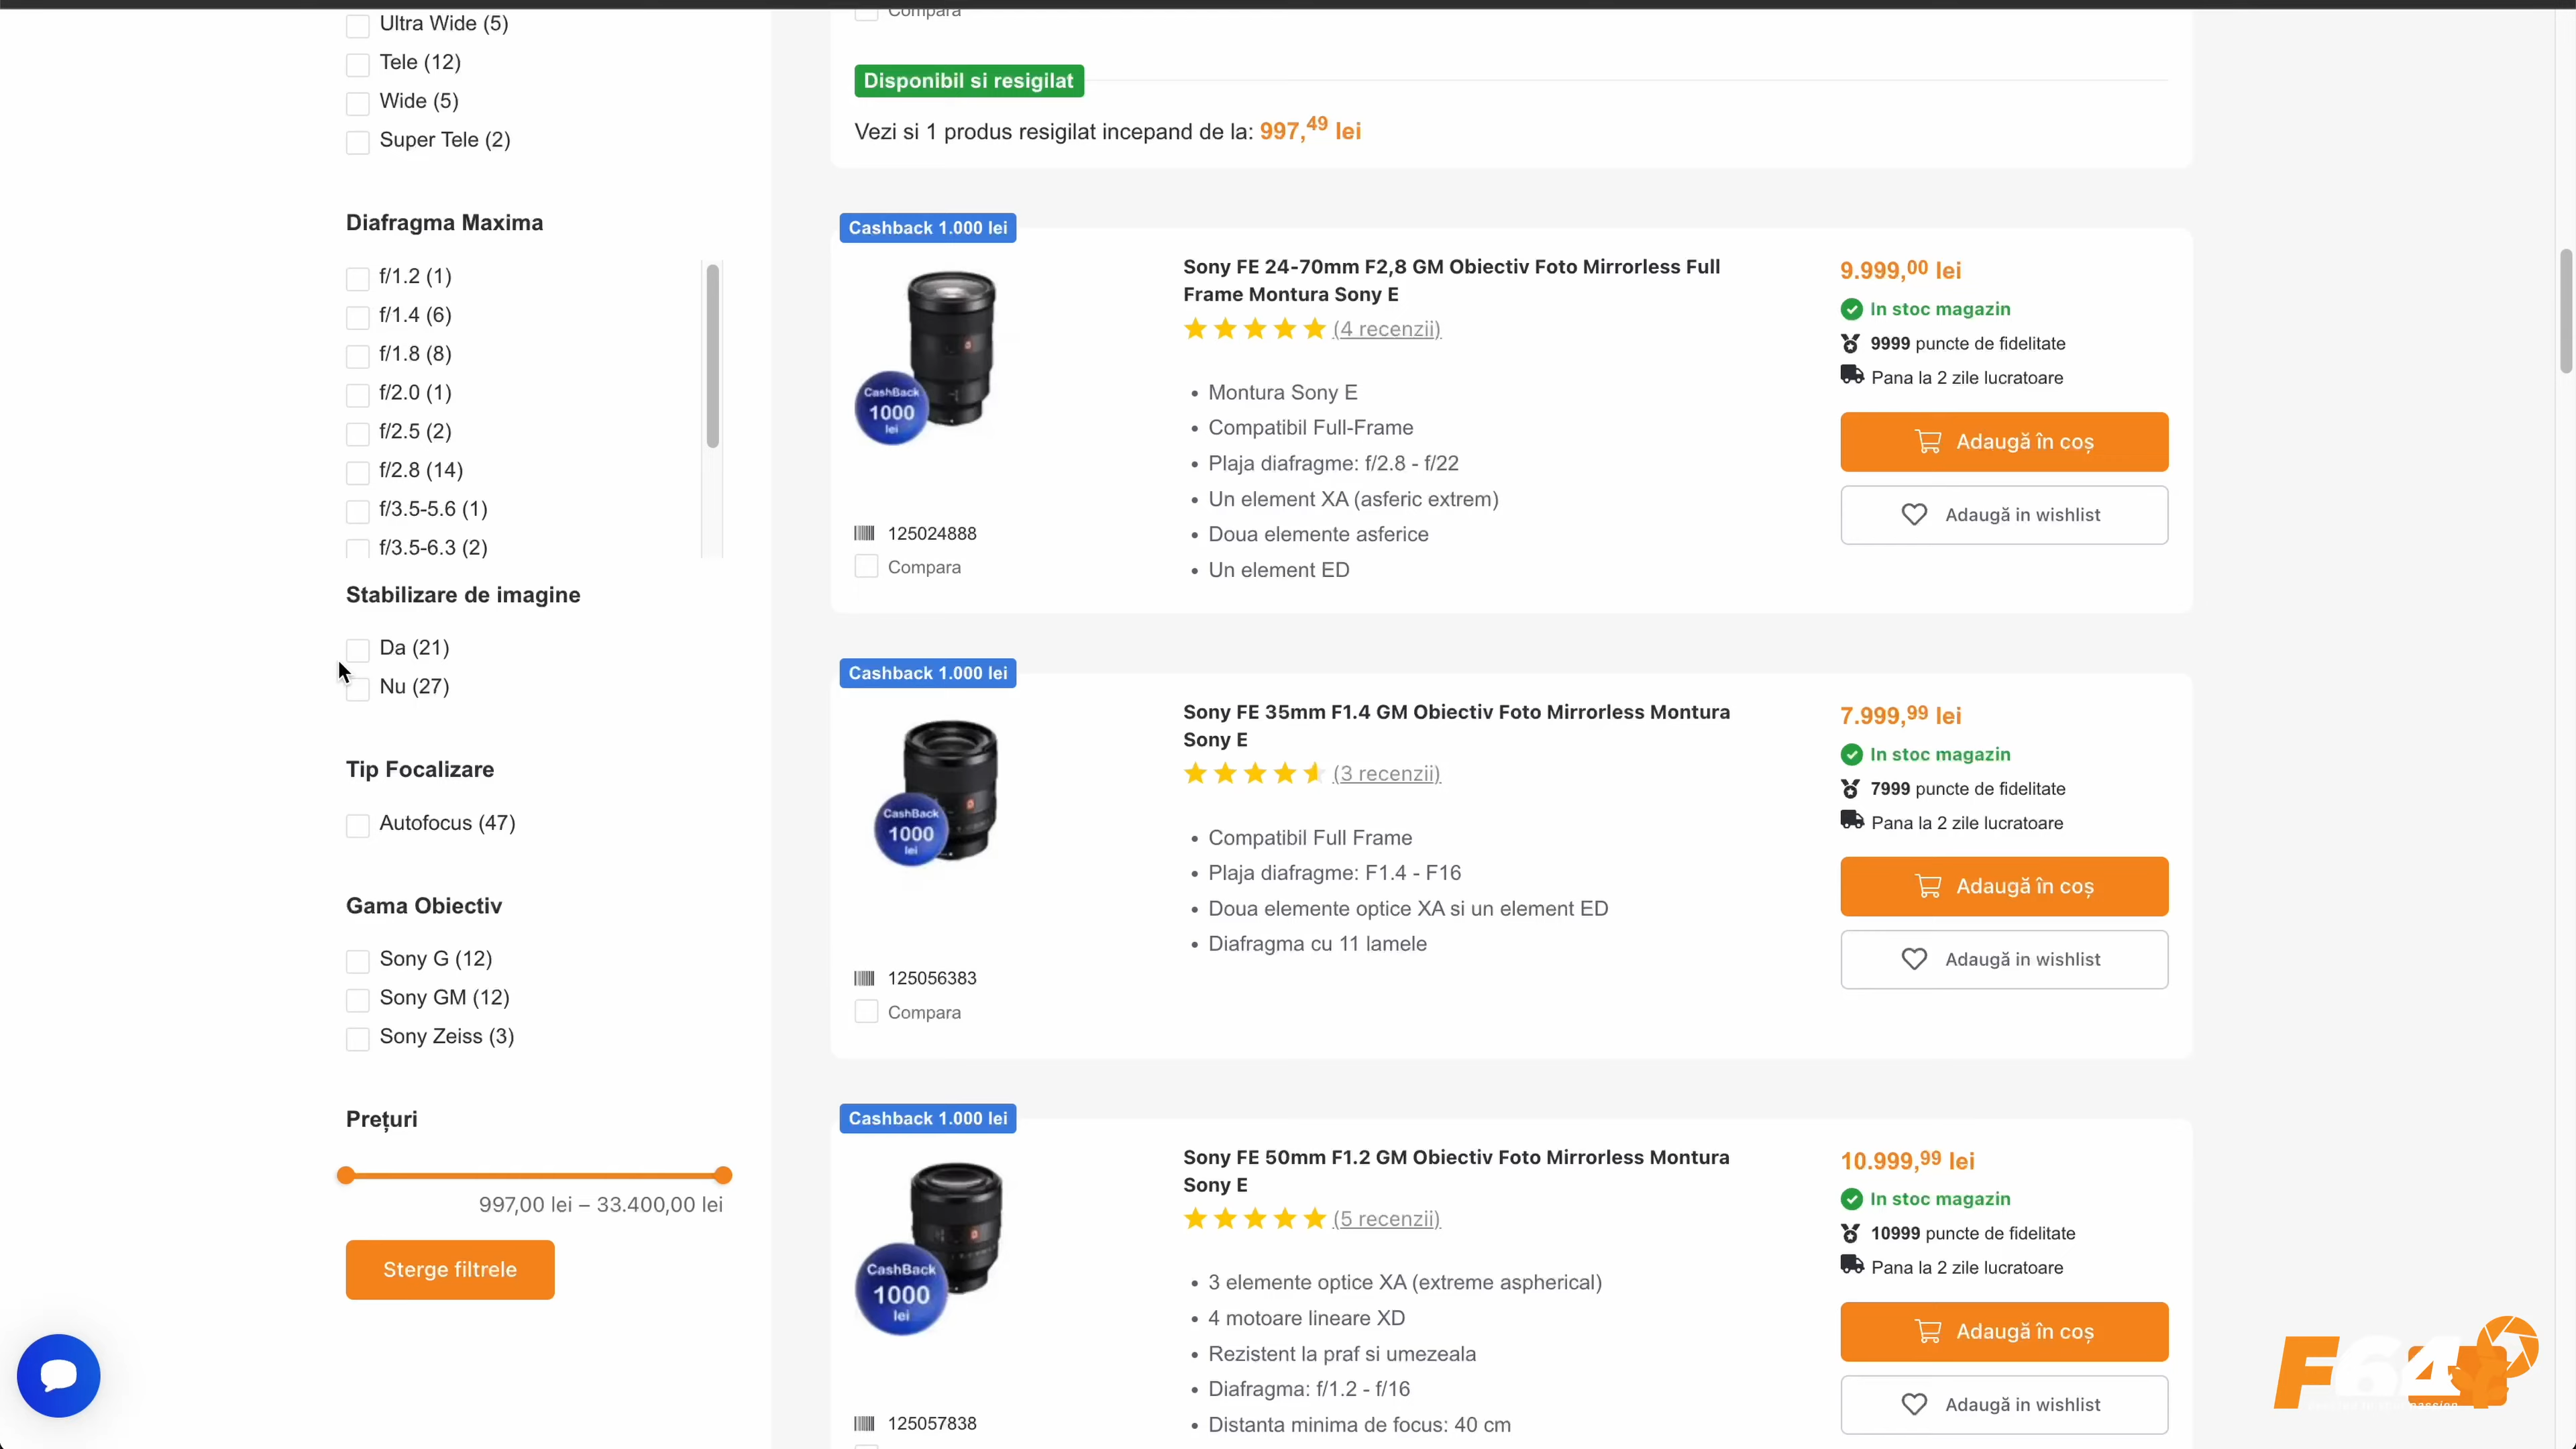 Ultra Wide (5)
Tele (12)
Wide (5)
Super Tele (2)
Diafragma Maxima
f/1.2 (1)
f/1.4 (6)
f/1.8 (8)
f/2.0 (1)
f/2.5 (2)
f/2.8 (14)
f/3.5-5.6 (1)
f/3.5-6.3 (2)
Stabilizare de imagine
Da (21)
Nu (27)
Tip Focalizare
Autofocus (47)
Gama Obiectiv
Sony G (12)
Sony GM (12)
Sony Zeiss (3)
Prețuri
997,00 lei – 33.400,00 lei
Sterge filtrele
Compara
Disponibil si resigilat
Vezi si 1 produs resigilat incepand de la: 997,49 lei
Cashback 1.000 lei
CashBack
1000
lei
125024888
Compara
Sony FE 24-70mm F2,8 GM Obiectiv Foto Mirrorless Full
Frame Montura Sony E
(4 recenzii)
• Montura Sony E
• Compatibil Full-Frame
• Plaja diafragme: f/2.8 - f/22
• Un element XA (asferic extrem)
• Doua elemente asferice
• Un element ED
9.999,00 lei
In stoc magazin
9999 puncte de fidelitate
Pana la 2 zile lucratoare
Adaugă în coș
Adaugă in wishlist
Cashback 1.000 lei
CashBack
1000
lei
125056383
Compara
Sony FE 35mm F1.4 GM Obiectiv Foto Mirrorless Montura
Sony E
(3 recenzii)
• Compatibil Full Frame
• Plaja diafragme: F1.4 - F16
• Doua elemente optice XA si un element ED
• Diafragma cu 11 lamele
7.999,99 lei
In stoc magazin
7999 puncte de fidelitate
Pana la 2 zile lucratoare
Adaugă în coș
Adaugă in wishlist
Cashback 1.000 lei
CashBack
1000
lei
125057838
Sony FE 50mm F1.2 GM Obiectiv Foto Mirrorless Montura
Sony E
(5 recenzii)
• 3 elemente optice XA (extreme aspherical)
• 4 motoare lineare XD
• Rezistent la praf si umezeala
• Diafragma: f/1.2 - f/16
• Distanta minima de focus: 40 cm
10.999,99 lei
In stoc magazin
10999 puncte de fidelitate
Pana la 2 zile lucratoare
Adaugă în coș
Adaugă in wishlist
F64